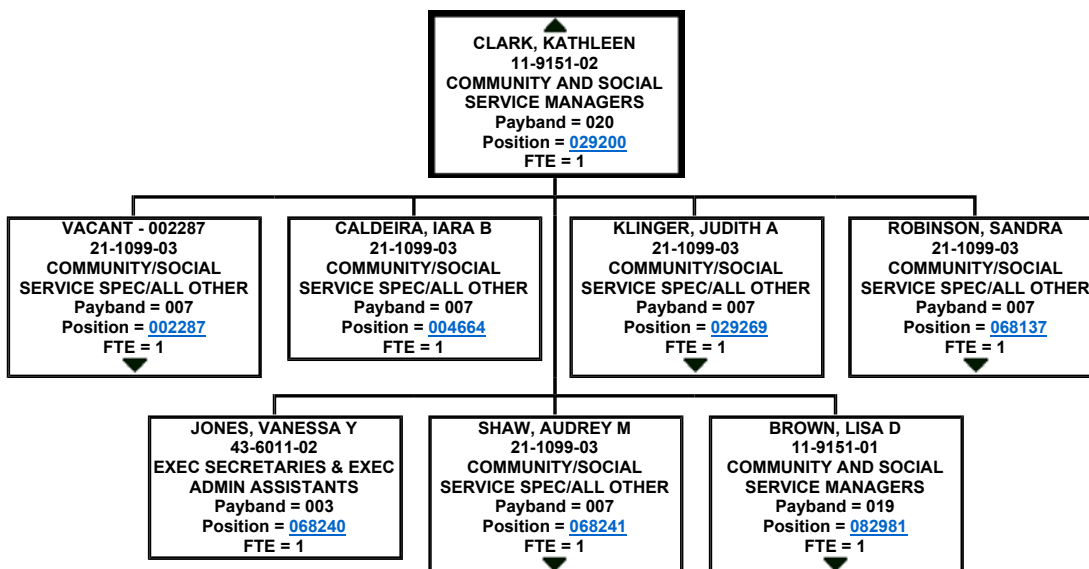 CLARK, KATHLEEN
11-9151-02
COMMUNITY AND SOCIAL
SERVICE MANAGERS
Payband = 020
Position = 029200
FTE = 1
VACANT - 002287
21-1099-03
COMMUNITY/SOCIAL
SERVICE SPEC/ALL OTHER
Payband = 007
Position = 002287
FTE = 1
CALDEIRA, IARA B
21-1099-03
COMMUNITY/SOCIAL
SERVICE SPEC/ALL OTHER
Payband = 007
Position = 004664
FTE = 1
KLINGER, JUDITH A
21-1099-03
COMMUNITY/SOCIAL
SERVICE SPEC/ALL OTHER
Payband = 007
Position = 029269
FTE = 1
ROBINSON, SANDRA
21-1099-03
COMMUNITY/SOCIAL
SERVICE SPEC/ALL OTHER
Payband = 007
Position = 068137
FTE = 1
JONES, VANESSA Y
43-6011-02
EXEC SECRETARIES & EXEC
ADMIN ASSISTANTS
Payband = 003
Position = 068240
FTE = 1
SHAW, AUDREY M
21-1099-03
COMMUNITY/SOCIAL
SERVICE SPEC/ALL OTHER
Payband = 007
Position = 068241
FTE = 1
BROWN, LISA D
11-9151-01
COMMUNITY AND SOCIAL
SERVICE MANAGERS
Payband = 019
Position = 082981
FTE = 1